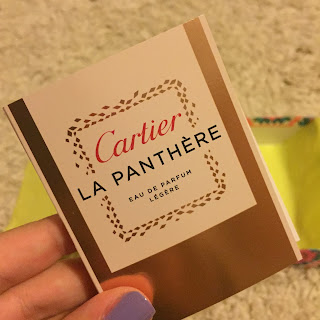 Cartier
LA PANTHÈRE
EAU DE PARFUM
LÉGÈRE